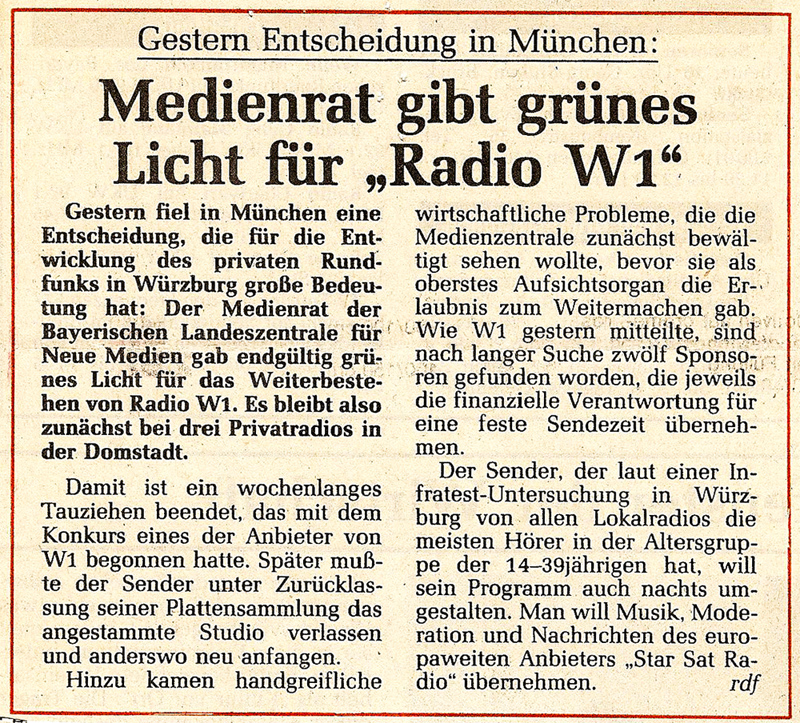 Gestern Entscheidung in München:
Medienrat gibt grünes
Licht für „Radio W1“
Gestern fiel in München eine
Entscheidung, die für die Ent-
wicklung des privaten Rund-
funks in Würzburg große Bedeu-
tung hat: Der Medienrat der
Bayerischen Landeszentrale für
Neue Medien gab endgültig grü-
nes Licht für das Weiterbeste-
hen von Radio W1. Es bleibt also
zunächst bei drei Privatradios in
der Domstadt.
Damit ist ein wochenlanges
Tauziehen beendet, das mit dem
Konkurs eines der Anbieter von
W1 begonnen hatte. Später muß-
te der Sender unter Zurücklas-
sung seiner Plattensammlung das
angestammte Studio verlassen
und anderswo neu anfangen.
Hinzu kamen handgreifliche
wirtschaftliche Probleme, die die
Medienzentrale zunächst bewäl-
tigt sehen wollte, bevor sie als
oberstes Aufsichtsorgan die Er-
laubnis zum Weitermachen gab.
Wie W1 gestern mitteilte, sind
nach langer Suche zwölf Sponso-
ren gefunden worden, die jeweils
die finanzielle Verantwortung für
eine feste Sendezeit überneh-
men.
Der Sender, der laut einer In-
fratest-Untersuchung in Würz-
burg von allen Lokalradios die
meisten Hörer in der Altersgrup-
pe der 14–39jährigen hat, will
sein Programm auch nachts um-
gestalten. Man will Musik, Mode-
ration und Nachrichten des euro-
paweiten Anbieters „Star Sat Ra-
dio“ übernehmen. rdf